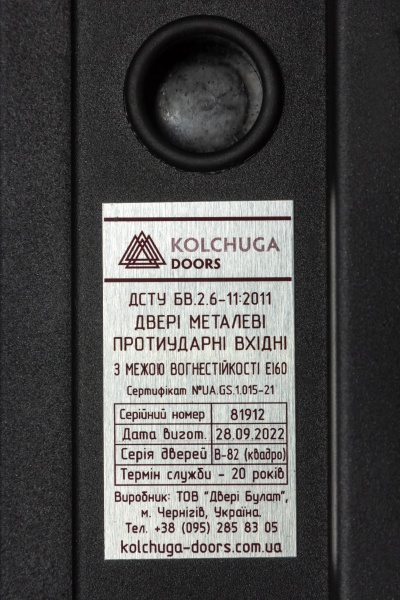 KOLCHUGA
DOORS
ДСТУ БВ.2.6-11:2011
ДВЕРІ МЕТАЛЕВІ
ПРОТИУДАРНІ ВХІДНІ
З МЕЖОЮ ВОГНЕСТІЙКОСТІ ЕІ60
Сертифікат №UA.GS.1.015-21
Серійний номер 81912
Дата вигот. 28.09.2022
Серія дверей В-82 (квадро)
Термін служби - 20 років
Виробник: ТОВ "Двері Булат",
м. Чернігів, Україна.
Тел. +38 (095) 285 83 05
kolchuga-doors.com.ua